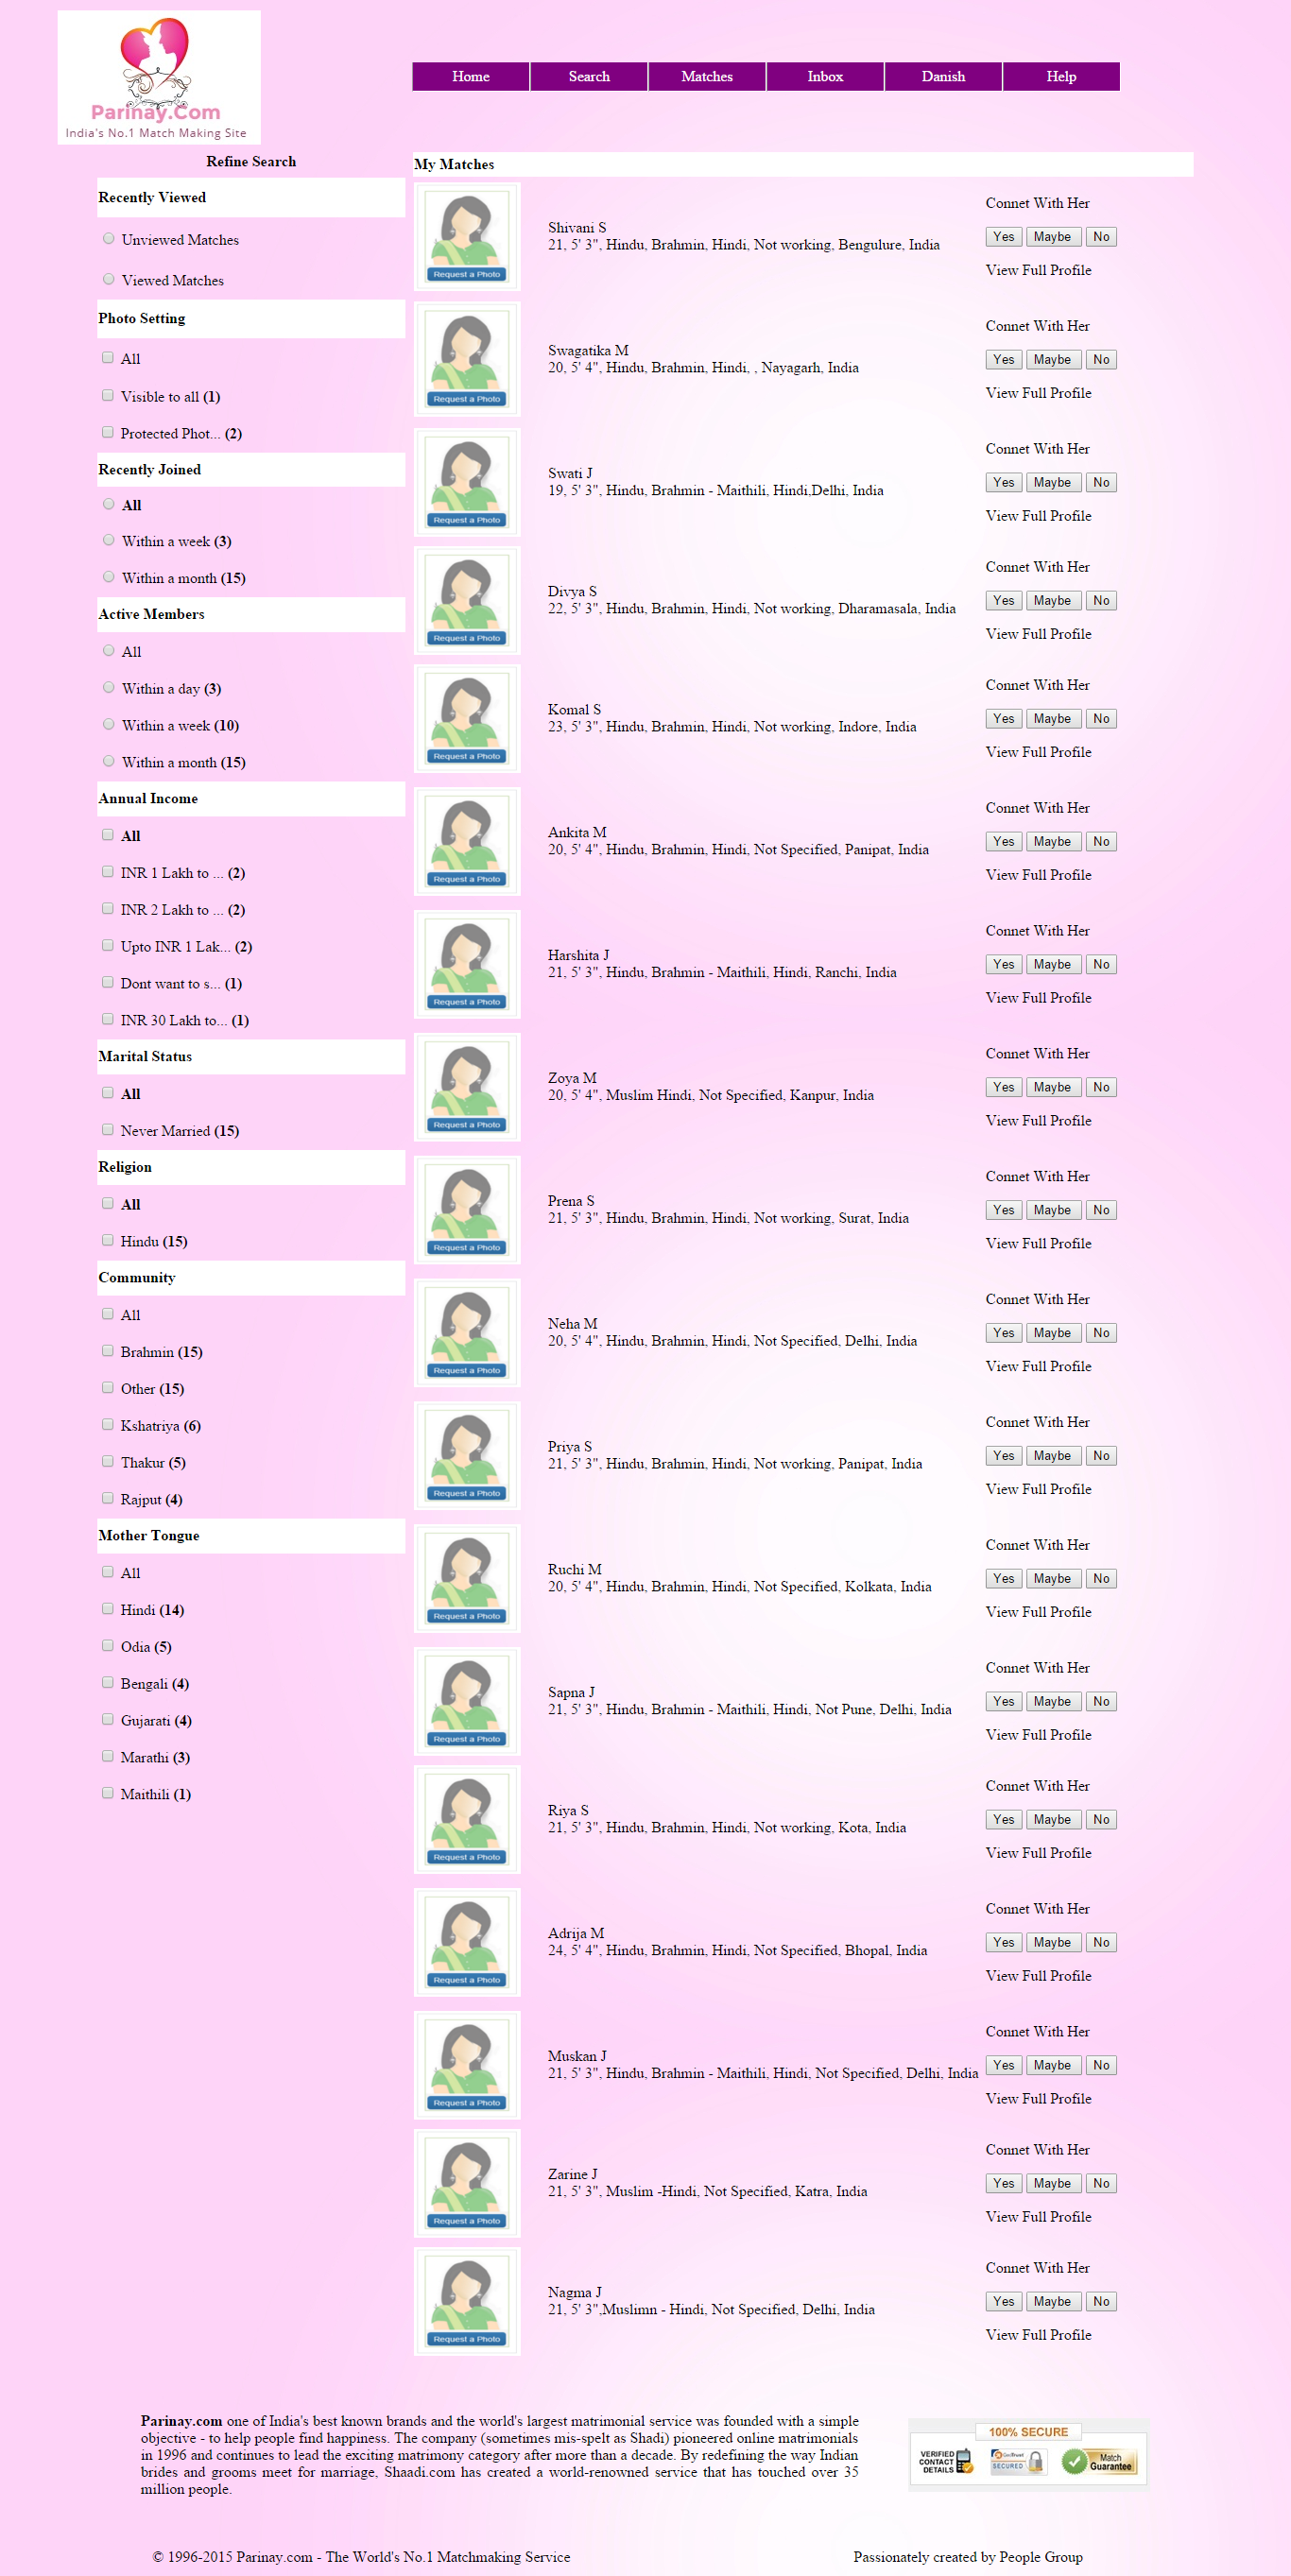 Parinay.Com
India's No.1 Match Making Site
Home
Search
Matches
Inbox
Danish
Help
Refine Search
Recently Viewed
Unviewed Matches
Viewed Matches
Photo Setting
All
Visible to all (1)
Protected Phot... (2)
Recently Joined
All
Within a week (3)
Within a month (15)
Active Members
All
Within a day (3)
Within a week (10)
Within a month (15)
Annual Income
All
INR 1 Lakh to ... (2)
INR 2 Lakh to ... (2)
Upto INR 1 Lak... (2)
Dont want to s... (1)
INR 30 Lakh to... (1)
Marital Status
All
Never Married (15)
Religion
All
Hindu (15)
Community
All
Brahmin (15)
Other (15)
Kshatriya (6)
Thakur (5)
Rajput (4)
Mother Tongue
All
Hindi (14)
Odia (5)
Bengali (4)
Gujarati (4)
Marathi (3)
Maithili (1)
My Matches
Request a Photo
Shivani S
21, 5' 3", Hindu, Brahmin, Hindi, Not working, Bengulure, India
Connet With Her
Yes Maybe No
View Full Profile
Request a Photo
Swagatika M
20, 5' 4", Hindu, Brahmin, Hindi, , Nayagarh, India
Connet With Her
Yes Maybe No
View Full Profile
Request a Photo
Swati J
19, 5' 3", Hindu, Brahmin - Maithili, Hindi,Delhi, India
Connet With Her
Yes Maybe No
View Full Profile
Request a Photo
Divya S
22, 5' 3", Hindu, Brahmin, Hindi, Not working, Dharamasala, India
Connet With Her
Yes Maybe No
View Full Profile
Request a Photo
Komal S
23, 5' 3", Hindu, Brahmin, Hindi, Not working, Indore, India
Connet With Her
Yes Maybe No
View Full Profile
Request a Photo
Ankita M
20, 5' 4", Hindu, Brahmin, Hindi, Not Specified, Panipat, India
Connet With Her
Yes Maybe No
View Full Profile
Request a Photo
Harshita J
21, 5' 3", Hindu, Brahmin - Maithili, Hindi, Ranchi, India
Connet With Her
Yes Maybe No
View Full Profile
Request a Photo
Zoya M
20, 5' 4", Muslim Hindi, Not Specified, Kanpur, India
Connet With Her
Yes Maybe No
View Full Profile
Request a Photo
Prena S
21, 5' 3", Hindu, Brahmin, Hindi, Not working, Surat, India
Connet With Her
Yes Maybe No
View Full Profile
Request a Photo
Neha M
20, 5' 4", Hindu, Brahmin, Hindi, Not Specified, Delhi, India
Connet With Her
Yes Maybe No
View Full Profile
Request a Photo
Priya S
21, 5' 3", Hindu, Brahmin, Hindi, Not working, Panipat, India
Connet With Her
Yes Maybe No
View Full Profile
Request a Photo
Ruchi M
20, 5' 4", Hindu, Brahmin, Hindi, Not Specified, Kolkata, India
Connet With Her
Yes Maybe No
View Full Profile
Request a Photo
Sapna J
21, 5' 3", Hindu, Brahmin - Maithili, Hindi, Not Pune, Delhi, India
Connet With Her
Yes Maybe No
View Full Profile
Request a Photo
Riya S
21, 5' 3", Hindu, Brahmin, Hindi, Not working, Kota, India
Connet With Her
Yes Maybe No
View Full Profile
Request a Photo
Adrija M
24, 5' 4", Hindu, Brahmin, Hindi, Not Specified, Bhopal, India
Connet With Her
Yes Maybe No
View Full Profile
Request a Photo
Muskan J
21, 5' 3", Hindu, Brahmin - Maithili, Hindi, Not Specified, Delhi, India
Connet With Her
Yes Maybe No
View Full Profile
Request a Photo
Zarine J
21, 5' 3", Muslim -Hindi, Not Specified, Katra, India
Connet With Her
Yes Maybe No
View Full Profile
Request a Photo
Nagma J
21, 5' 3",Muslimn - Hindi, Not Specified, Delhi, India
Connet With Her
Yes Maybe No
View Full Profile
Parinay.com one of India's best known brands and the world's largest matrimonial service was founded with a simple
objective - to help people find happiness. The company (sometimes mis-spelt as Shadi) pioneered online matrimonials
in 1996 and continues to lead the exciting matrimony category after more than a decade. By redefining the way Indian
brides and grooms meet for marriage, Shaadi.com has created a world-renowned service that has touched over 35
million people.
100% SECURE
VERIFIED
CONTACT
DETAILS
GeoTrust
SECURED
Match
Guarantee
© 1996-2015 Parinay.com - The World's No.1 Matchmaking Service
Passionately created by People Group